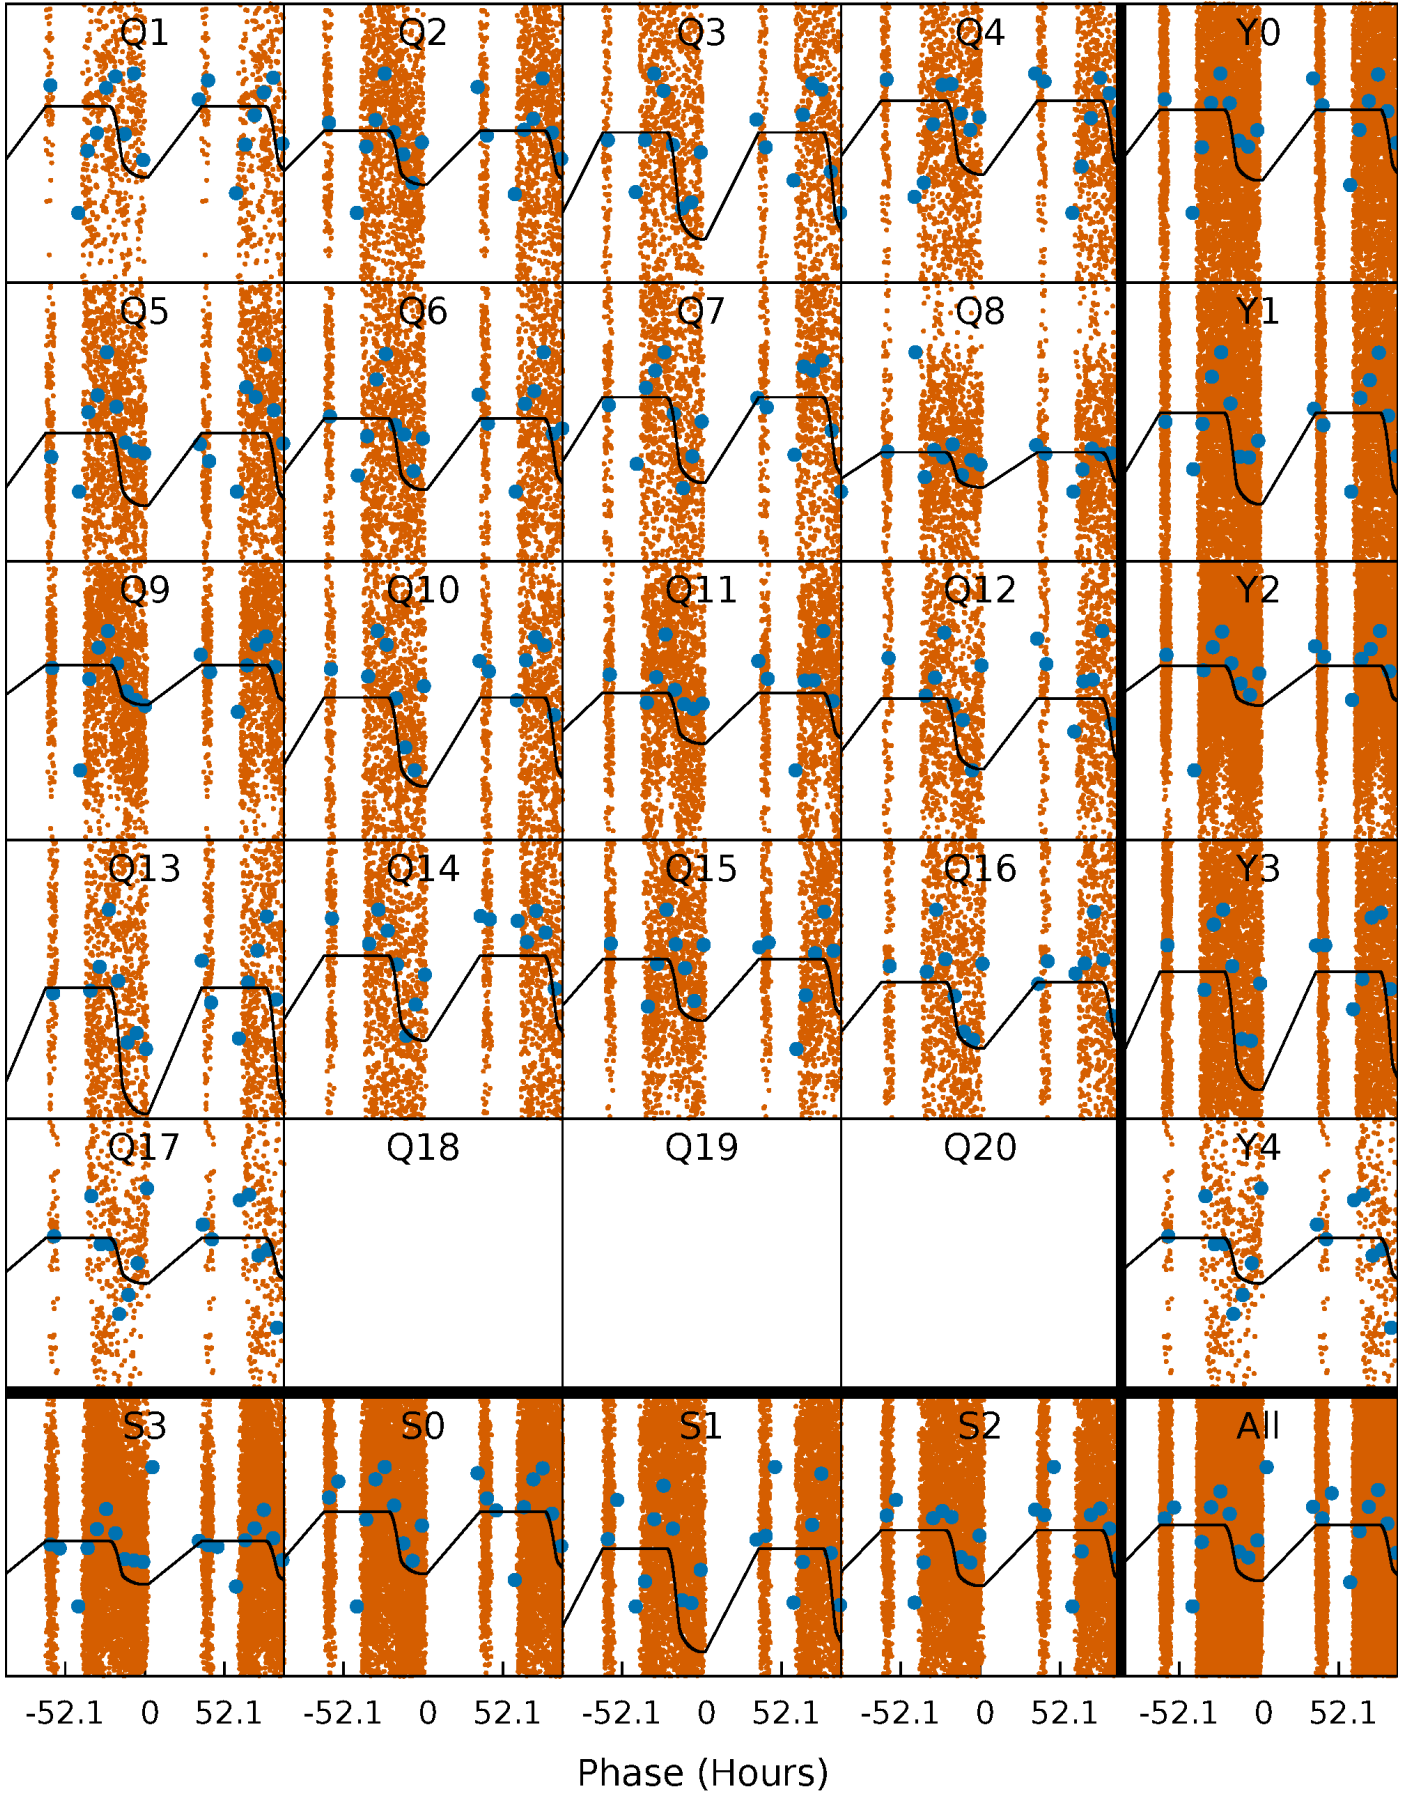 Q1 Q2 Q3 Q4 Y0
Q5 Q6 Q7 Q8 Y1
Q9 Q10 Q11 Q12 Y2
Q13 Q14 Q15 Q16 Y3
Q17 Q18 Q19 Q20 Y4
S3 S0 S1 S2 All
-52.1 0 52.1 -52.1 0 52.1 -52.1 0 52.1 -52.1 0 52.1 -52.1 0 52.1
Phase (Hours)